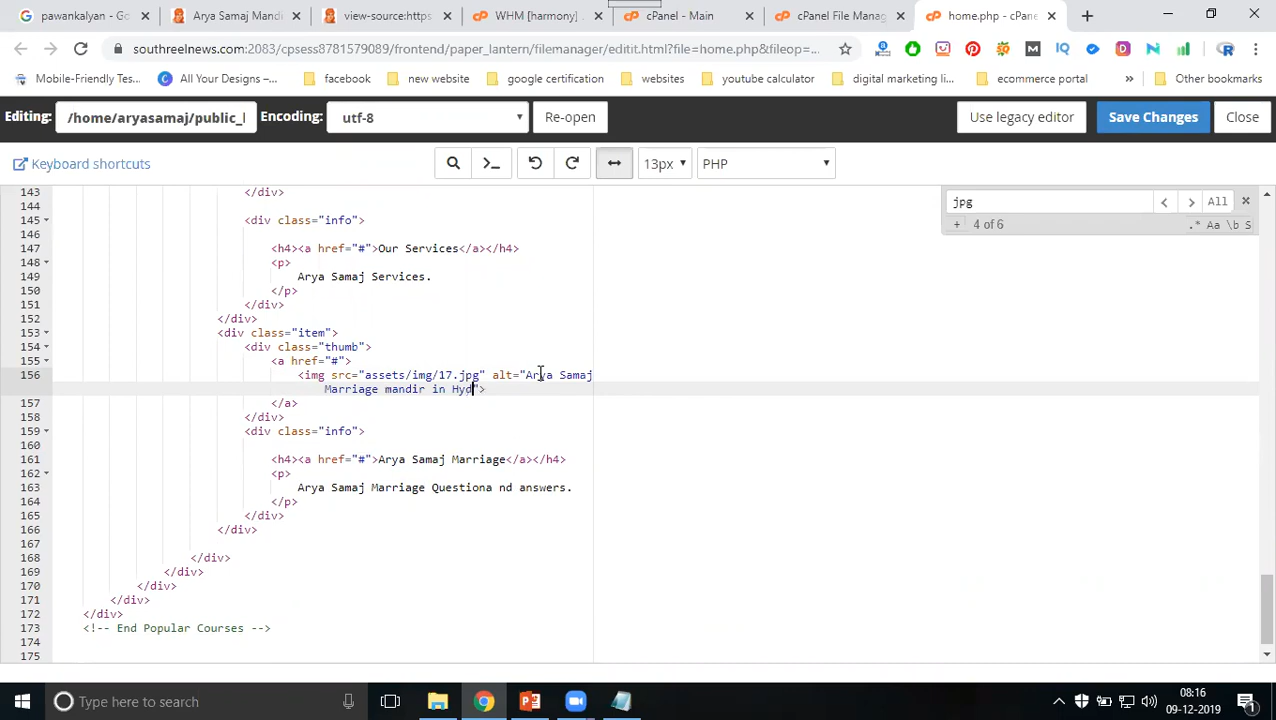 pawankalyan - Go
Arya Samaj Mandi
view-source:https
WHM [harmony]
cPanel - Main
cPanel File Manag
home.php - cPane
southreelnews.com:2083/cpsess8781579089/frontend/paper_lantern/filemanager/editit.html?file=home.php&fileop=...
Mobile-Friendly Tes...
All Your Designs –...
facebook
new website
google certification
websites
youtube calculator
digital marketing li...
ecommerce portal
»
Other bookmarks
Editing:
/home/aryasamaj/public_l
Encoding:
utf-8
Re-open
Use legacy editor
Save Changes
Close
Keyboard shortcuts
13px
PHP
jpg
All
+
4 of 6
.* Aa \b S
143 </div>
144
145 <div class="info">
146
147 <h4><a href="#">Our Services</a></h4>
148 <p>
149 Arya Samaj Services.
150 </p>
151 </div>
152 </div>
153 <div class="item">
154 <div class="thumb">
155 <a href="#">
156 <img src="assets/img/17.jpg" alt="Arya Samaj
Marriage mandir in Hyd">
157 </a>
158 </div>
159 <div class="info">
160
161 <h4><a href="#">Arya Samaj Marriage</a></h4>
162 <p>
163 Arya Samaj Marriage Questiona nd answers.
164 </p>
165 </div>
166 </div>
167
168 </div>
169 </div>
170 </div>
171 </div>
172 </div>
173 <!-- End Popular Courses -->
174
175
Type here to search
08:16
09-12-2019